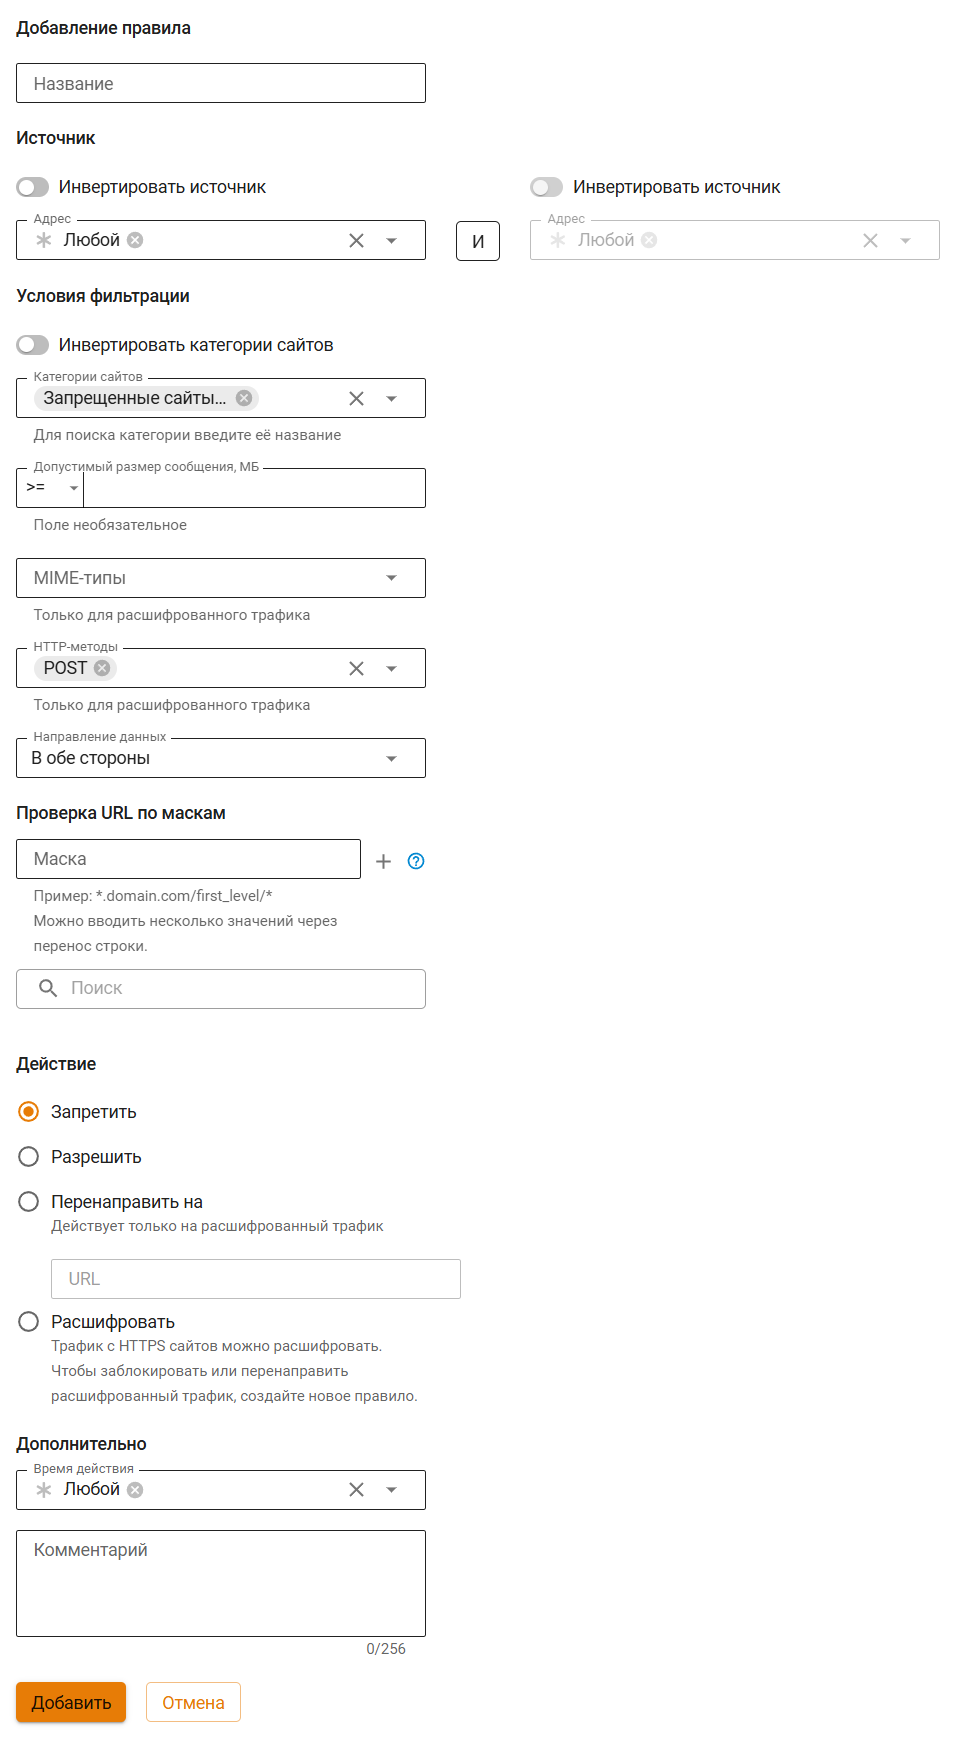 Добавление правила
Название
Источник
Инвертировать источник
Инвертировать источник
Адрес
Любой
И
Адрес
Любой
Условия фильтрации
Инвертировать категории сайтов
Категории сайтов
Запрещенные сайты...
Для поиска категории введите её название
Допустимый размер сообщения, МБ
>=
Поле необязательное
MIME-типы
Только для расшифрованного трафика
HTTP-методы
POST
Только для расшифрованного трафика
Направление данных
В обе стороны
Проверка URL по маскам
Маска
Пример: *.domain.com/first_level/*
Можно вводить несколько значений через
перенос строки.
Поиск
Действие
Запретить
Разрешить
Перенаправить на
Действует только на расшифрованный трафик
URL
Расшифровать
Трафик с HTTPS сайтов можно расшифровать.
Чтобы заблокировать или перенаправить
расшифрованный трафик, создайте новое правило.
Дополнительно
Время действия
Любой
Комментарий
0/256
Добавить
Отмена